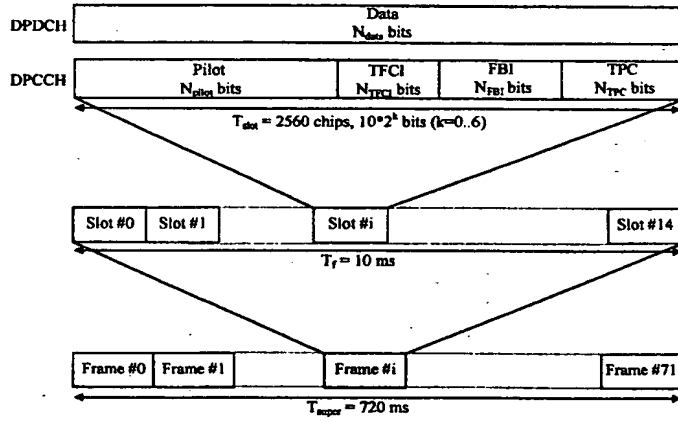 DPDCH
Data
N_data bits
DPCCH
Pilot
N_pilot bits
TFCI
N_TFCI bits
FBI
N_FBI bits
TPC
N_TPC bits
T_slot = 2560 chips, 10*2^k bits (k=0..6)
Slot #0
Slot #1
Slot #i
Slot #14
T_f = 10 ms
Frame #0
Frame #1
Frame #i
Frame #71
T_super = 720 ms